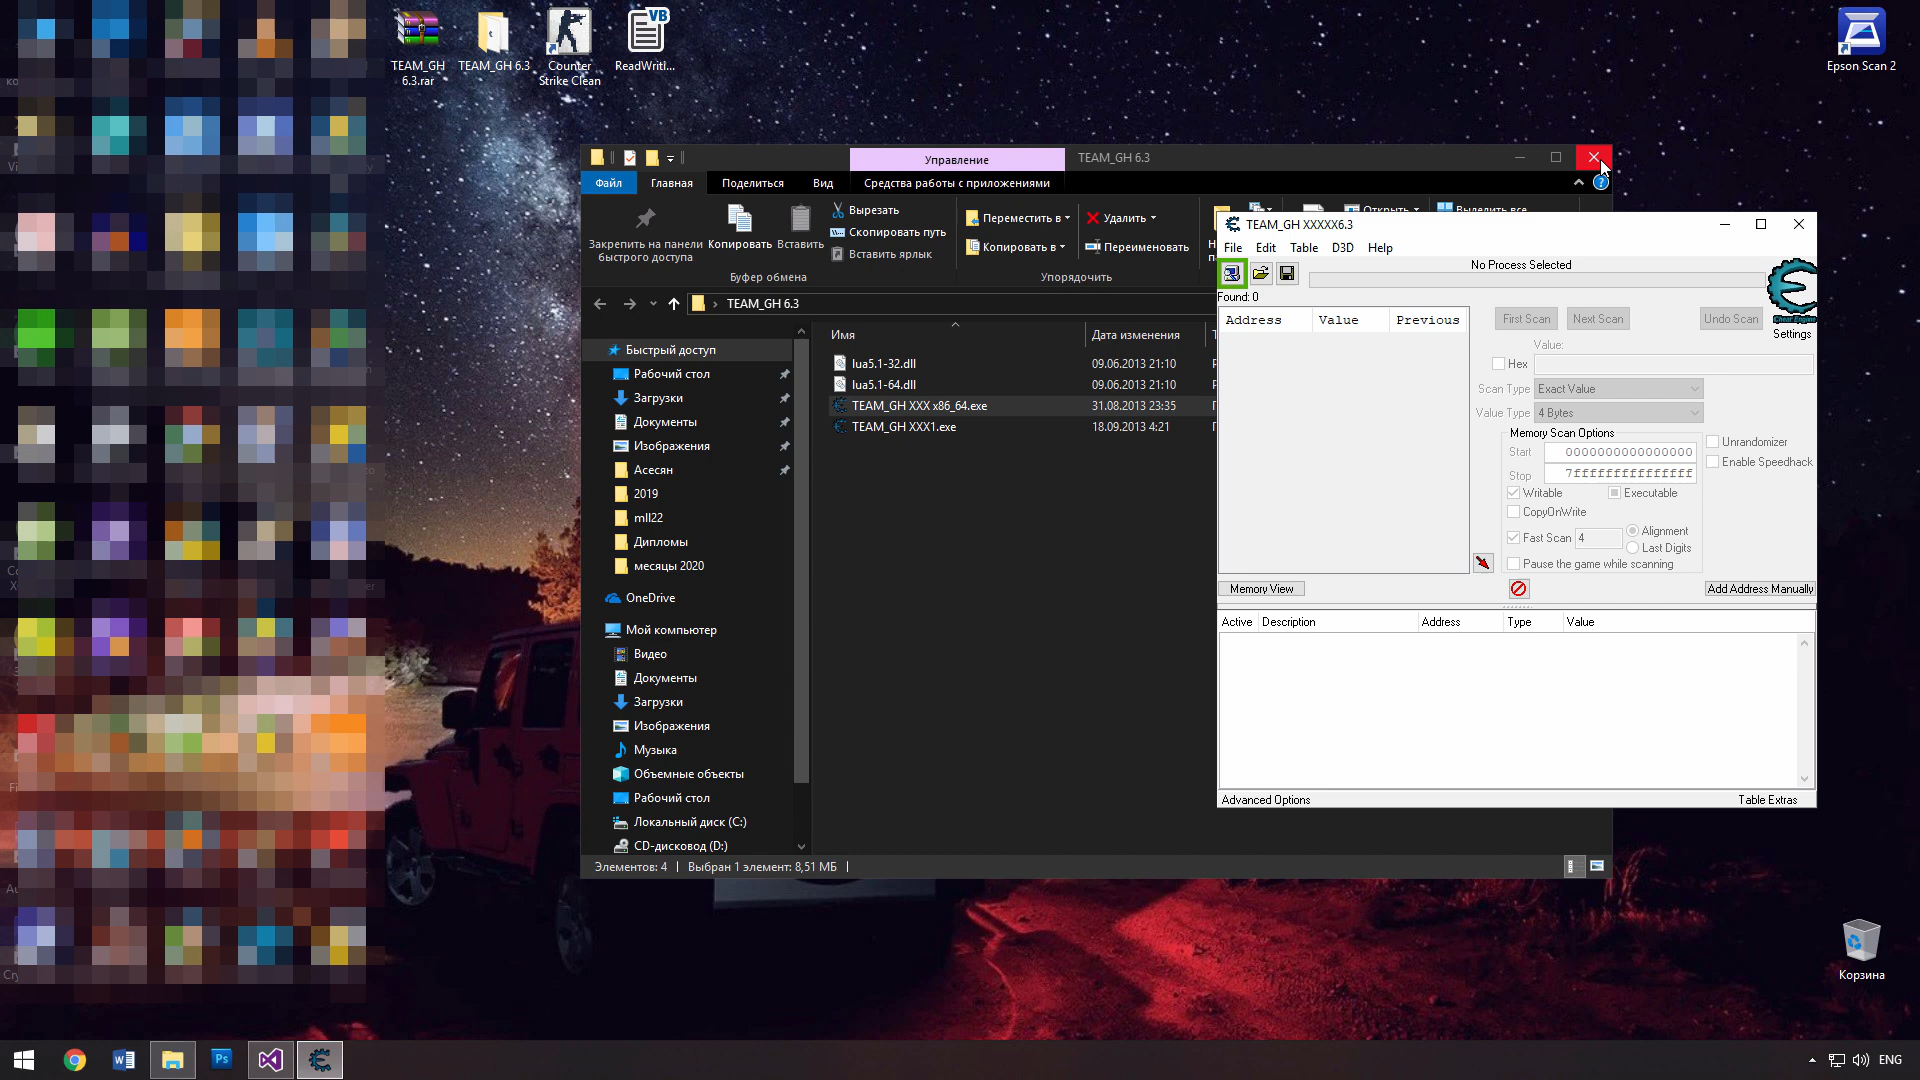 TEAM_GH
6.3.rar
TEAM_GH 6.3
Counter
Strike Clean
ReadWritI...
VB
Epson Scan 2
Управление
TEAM_GH 6.3
Файл
Главная
Поделиться
Вид
Средства работы с приложениями
Закрепить на панели
быстрого доступа
Копировать
Вставить
Вырезать
Скопировать путь
Вставить ярлык
Буфер обмена
Переместить в
Копировать в
Удалить
Переименовать
Упорядочить
Открыть
Выделить все
TEAM_GH 6.3
Быстрый доступ
Рабочий стол
Загрузки
Документы
Изображения
Асесян
2019
mll22
Дипломы
месяцы 2020
OneDrive
Мой компьютер
Видео
Документы
Загрузки
Изображения
Музыка
Объемные объекты
Рабочий стол
Локальный диск (C:)
CD-дисковод (D:)
Имя
Дата изменения
lua5.1-32.dll
09.06.2013 21:10
lua5.1-64.dll
09.06.2013 21:10
TEAM_GH XXX x86_64.exe
31.08.2013 23:35
TEAM_GH XXX1.exe
18.09.2013 4:21
Элементов: 4
Выбран 1 элемент: 8,51 МБ
TEAM_GH XXXXX6.3
File Edit Table D3D Help
No Process Selected
Found: 0
Address Value Previous
First Scan Next Scan Undo Scan
Cheat Engine
Settings
Value:
Hex
Scan Type Exact Value
Value Type 4 Bytes
Memory Scan Options
Start 0000000000000000
Stop 7fffffffffffffff
Writable Executable
CopyOnWrite
Fast Scan 4
Alignment
Last Digits
Pause the game while scanning
Unrandomizer
Enable Speedhack
Memory View
Add Address Manually
Active Description Address Type Value
Advanced Options
Table Extras
Корзина
W
Ps
ENG